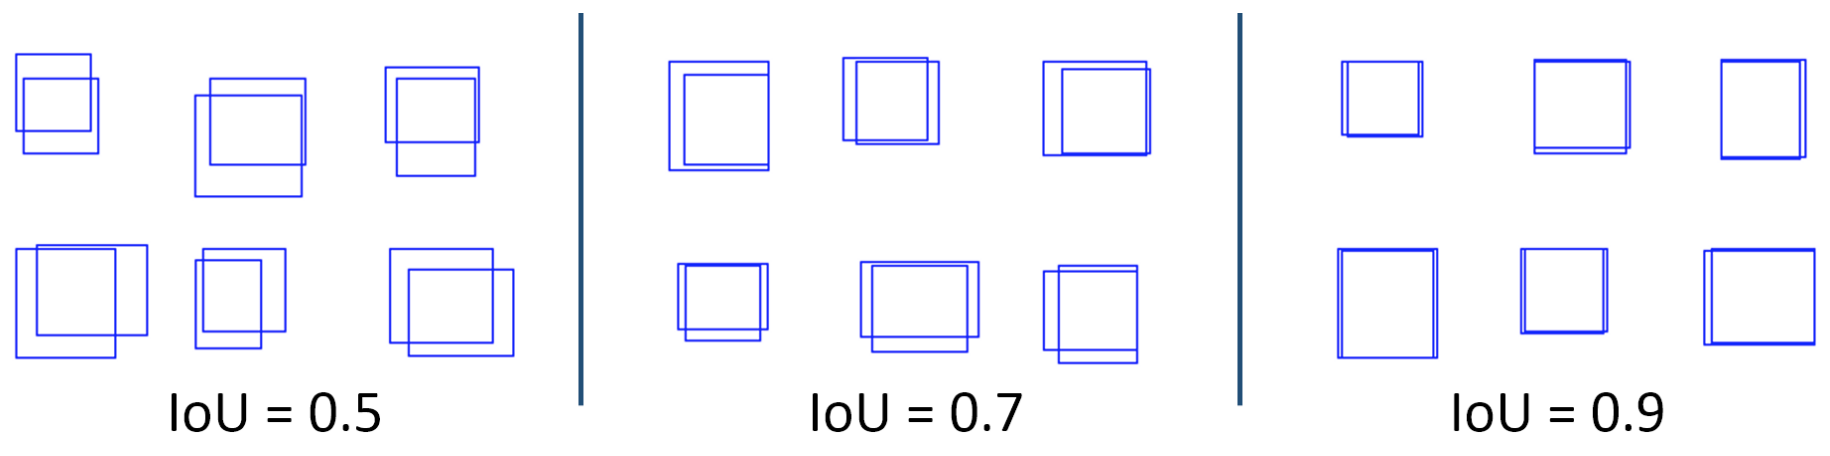 IoU = 0.5
IoU = 0.7
IoU = 0.9